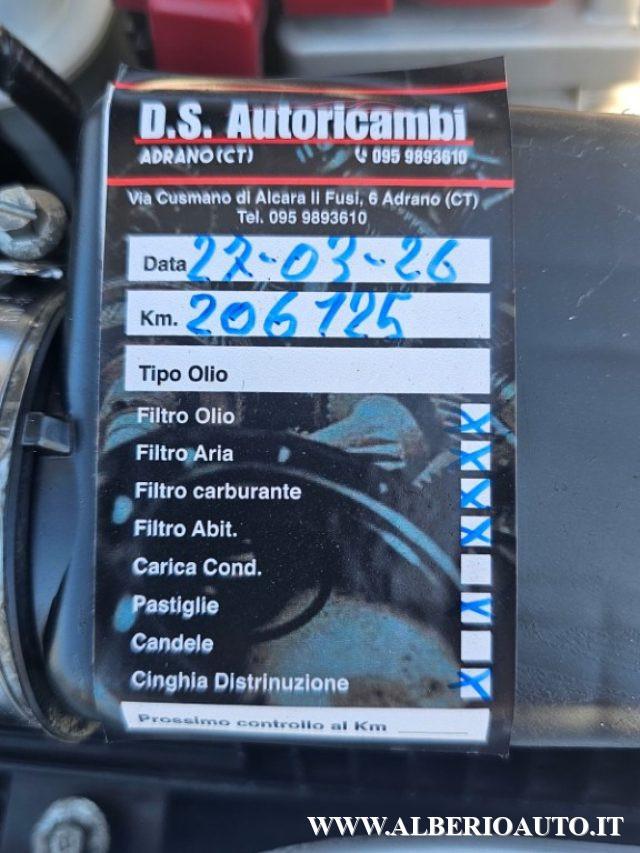 D.S. Autoricambi
ADRANO (CT) 095 9893610
Via Cusmano di Alcara li Fusi, 6 Adrano (CT)
Tel. 095 9893610
Data 27-03-26
Km. 206125
Tipo Olio
Filtro Olio X
Filtro Aria X
Filtro carburante X
Filtro Abit. X
Carica Cond.
Pastiglie X
Candele
Cinghia Distrinuzione X
Prossimo controllo al Km ______
WWW.ALBERIOAUTO.IT